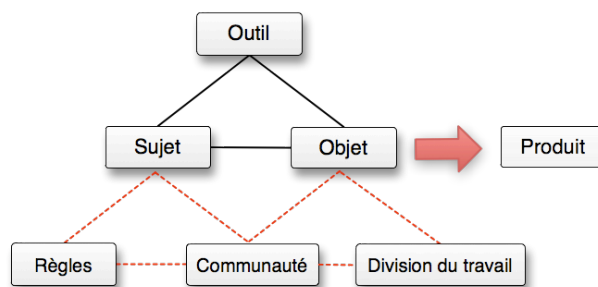 Outil
Sujet
Objet
Produit
Règles
Communauté
Division du travail